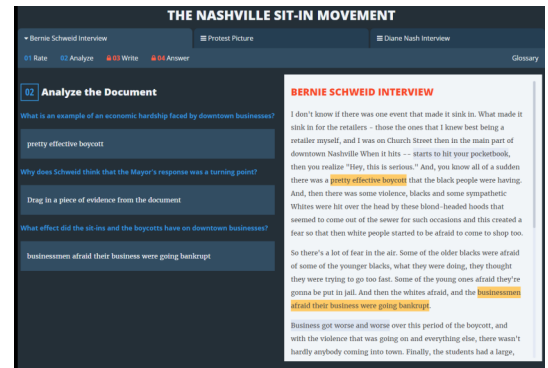 THE NASHVILLE SIT-IN MOVEMENT
Bernie Schweid Interview
Protest Picture
Diane Nash Interview
01 Rate
02 Analyze
03 Write
04 Answer
Glossary
02 Analyze the Document
What is an example of an economic hardship faced by downtown businesses?
pretty effective boycott
Why does Schweid think that the Mayor's response was a turning point?
Drag in a piece of evidence from the document
What effect did the sit-ins and the boycotts have on downtown businesses?
businessmen afraid their business were going bankrupt
BERNIE SCHWEID INTERVIEW
I don't know if there was one event that made it sink in. What made it
sink in for the retailers - those the ones that I knew best being a
retailer myself, and I was on Church Street then in the main part of
downtown Nashville When it hits -- starts to hit your pocketbook,
then you realize "Hey, this is serious." And, you know all of a sudden
there was a pretty effective boycott that the black people were having.
And, then there was some violence, blacks and some sympathetic
Whites were hit over the head by these blond-headed hoods that
seemed to come out of the sewer for such occasions and this created a
fear so that then white people started to be afraid to come to shop too.
So there's a lot of fear in the air. Some of the older blacks were afraid
of some of the younger blacks, what they were doing, they thought
they were trying to go too fast. Some of the young ones afraid they're
gonna be put in jail. And then the whites afraid, and the businessmen
afraid their business were going bankrupt.
Business got worse and worse over this period of the boycott, and
with the violence that was going on and everything else, there wasn't
hardly anybody coming into town. Finally, the students had a large,